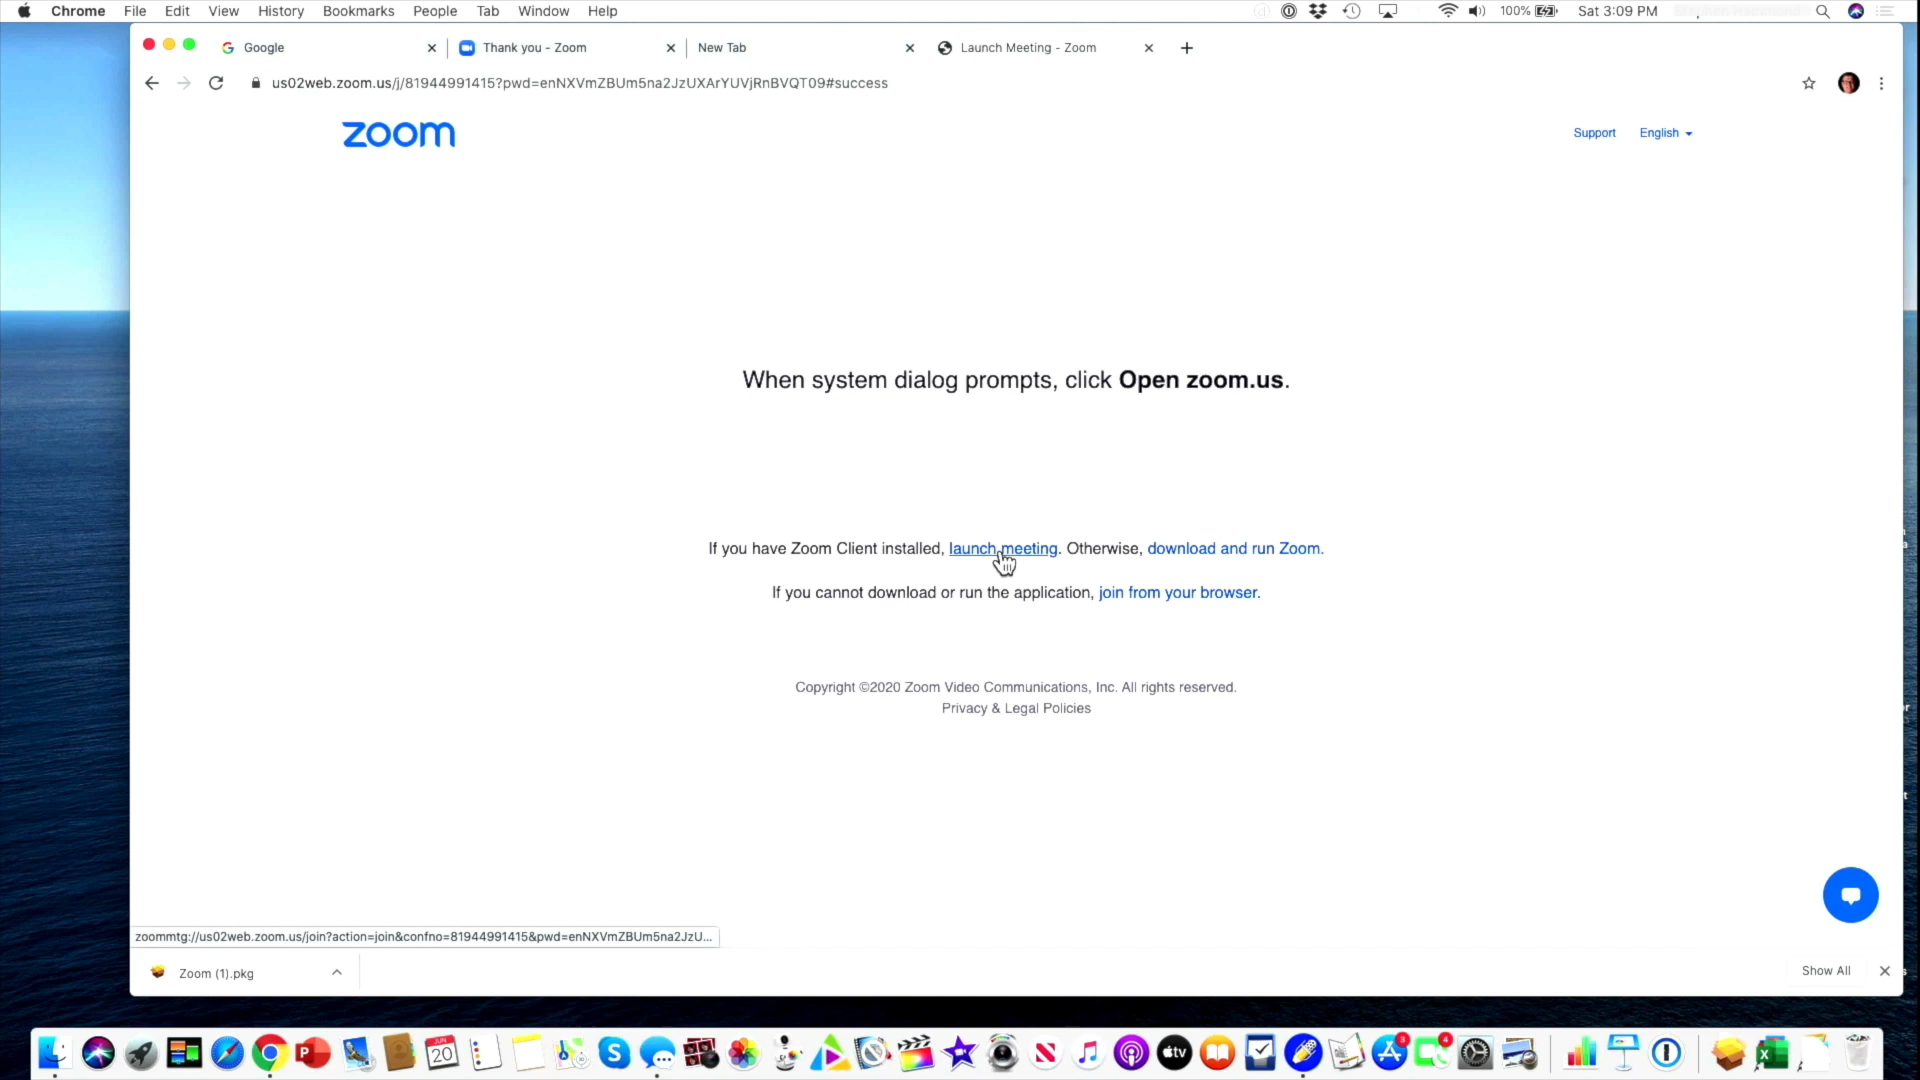 Chrome File Edit View History Bookmarks People Tab Window Help 100% Sat 3:09 PM
Google Thank you - Zoom New Tab Launch Meeting - Zoom
us02web.zoom.us/j/81944991415?pwd=enNXVmZBUm5na2JzUXArYUVjRnBVQT09#success
zoom Support English
When system dialog prompts, click Open zoom.us.
If you have Zoom Client installed, launch meeting. Otherwise, download and run Zoom.
If you cannot download or run the application, join from your browser.
Copyright ©2020 Zoom Video Communications, Inc. All rights reserved.
Privacy & Legal Policies
zoommtg://us02web.zoom.us/join?action=join&confno=81944991415&pwd=enNXVmZBUm5na2JzU...
Zoom (1).pkg Show All
JUN
20
tv
3
4